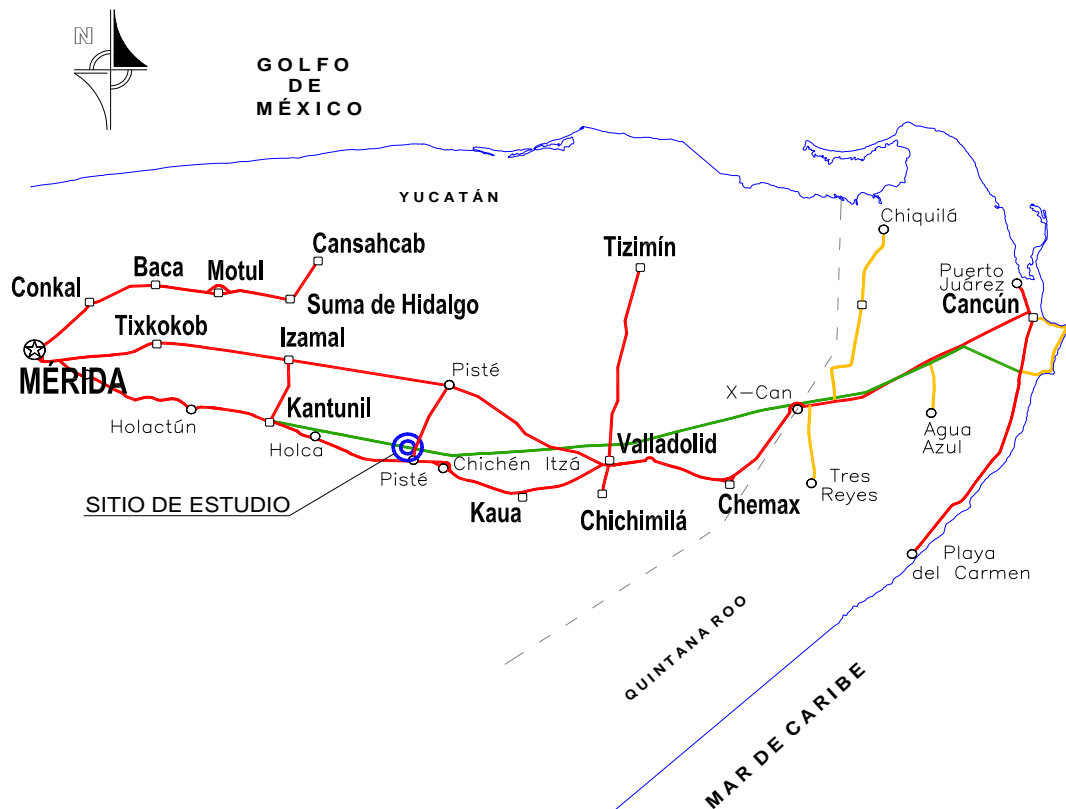 N
GOLFO
DE
MÉXICO
YUCATÁN
Chiquilá
Cansahcab
Tizimín
Baca
Motul
Puerto
Juárez
Conkal
Suma de Hidalgo
Cancún
Tixkokob
Izamal
MÉRIDA
Pisté
X-Can
Kantunil
Holactún
Holca
Agua
Azul
Valladolid
Chichén Itzá
Pisté
Tres
Reyes
SITIO DE ESTUDIO
Kaua
Chichimilá
Chemax
Playa
del Carmen
QUINTANA ROO
MAR DE CARIBE